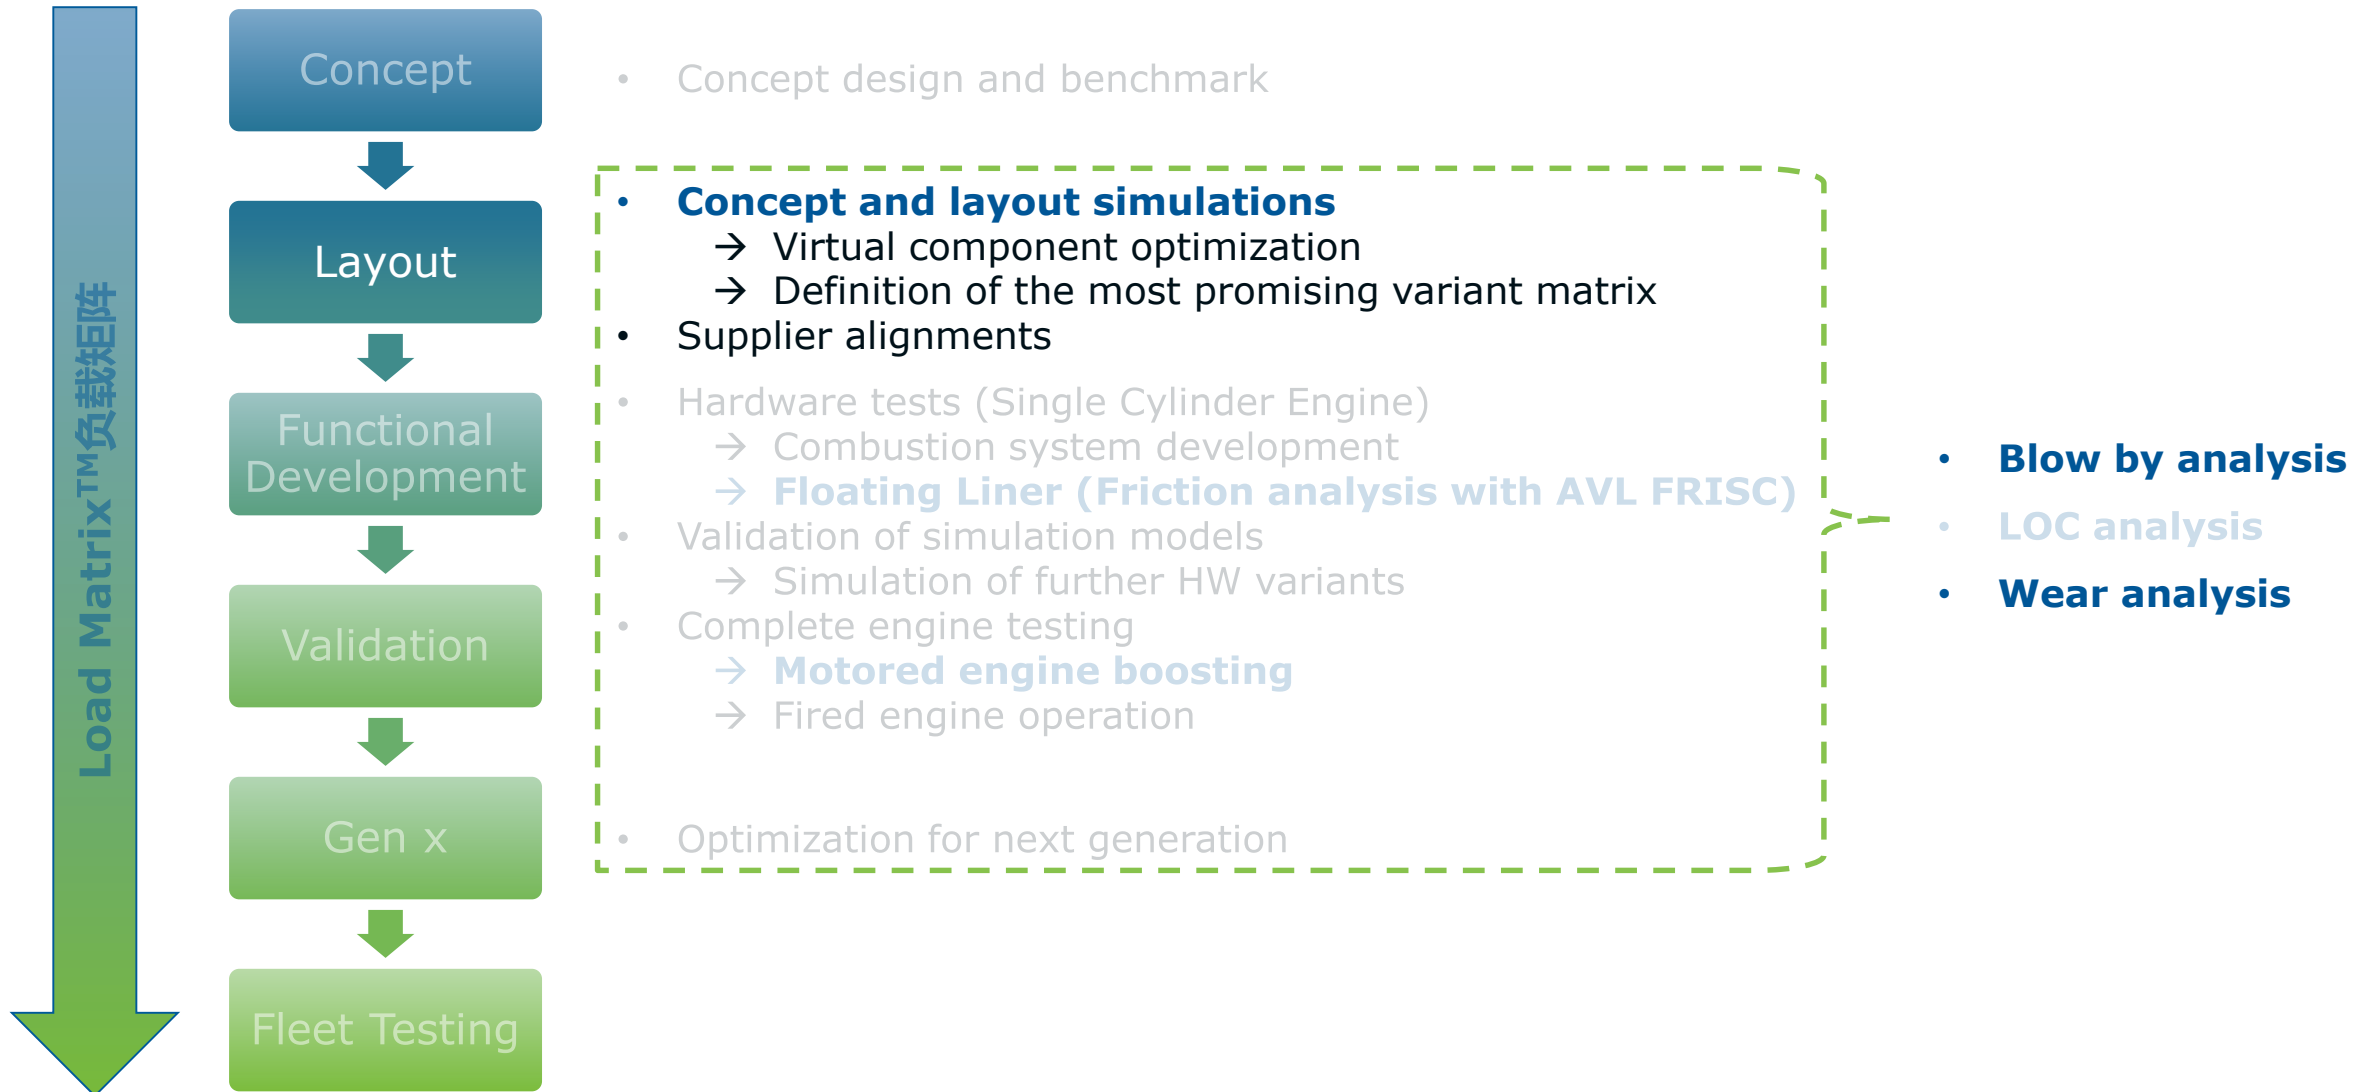 Load Matrix™负载矩阵
Concept
• Concept design and benchmark
Layout
• Concept and layout simulations
→ Virtual component optimization
→ Definition of the most promising variant matrix
• Supplier alignments
Functional
Development
• Hardware tests (Single Cylinder Engine)
→ Combustion system development
→ Floating Liner (Friction analysis with AVL FRISC)
• Validation of simulation models
→ Simulation of further HW variants
Validation
• Complete engine testing
→ Motored engine boosting
→ Fired engine operation
Gen x
• Optimization for next generation
Fleet Testing
• Blow by analysis
• LOC analysis
• Wear analysis